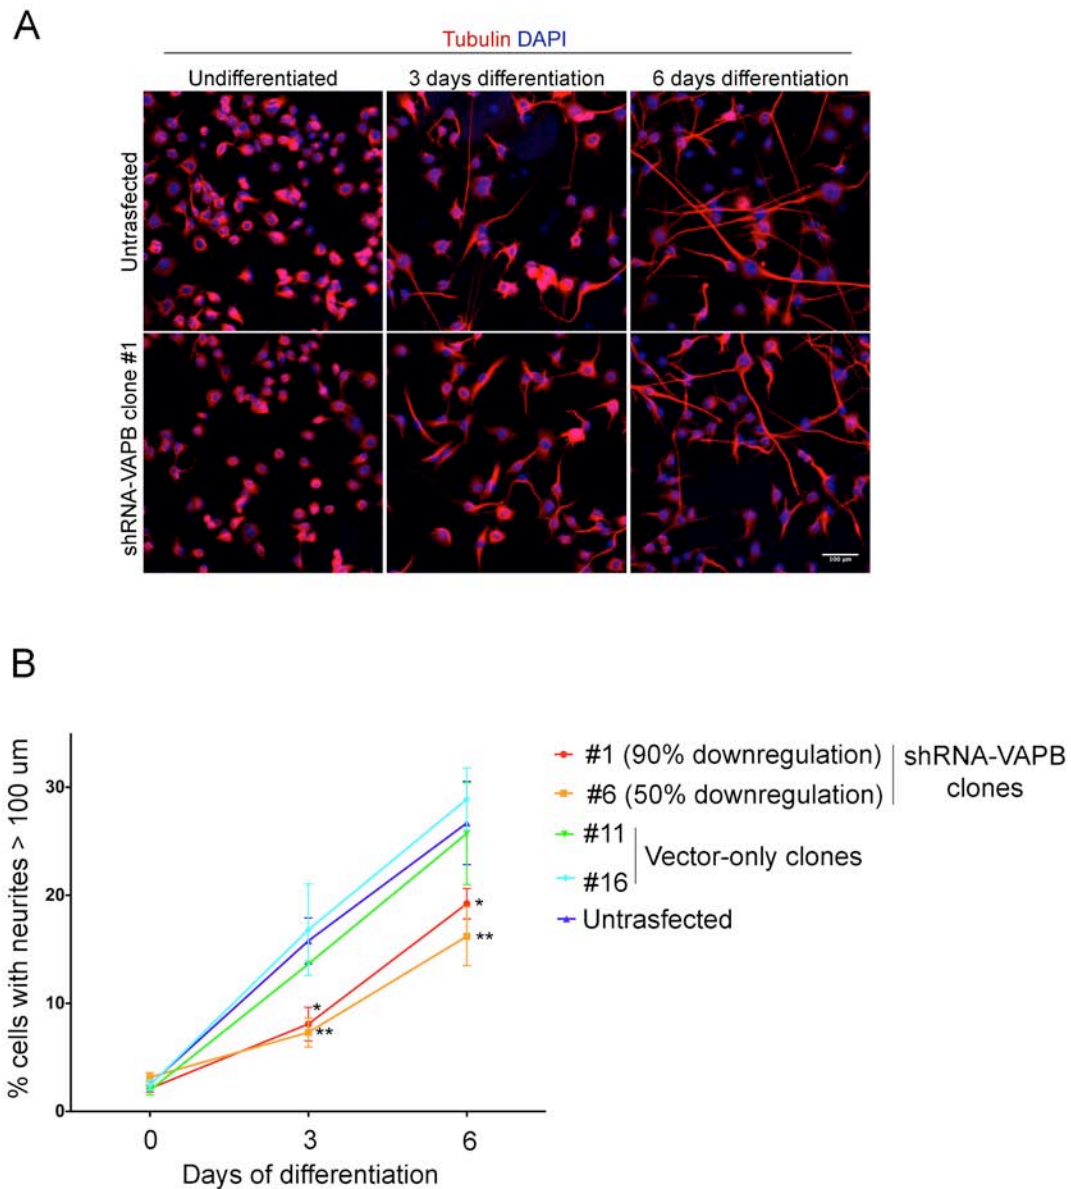 A
Tubulin DAPI
Undifferentiated
3 days differentiation
6 days differentiation
Untrasfected
shRNA-VAPB clone #1
100 µm
B
% cells with neurites > 100 um
30
20
10
0
*
**
*
**
0
3
6
Days of differentiation
#1 (90% downregulation)
#6 (50% downregulation)
shRNA-VAPB
clones
#11
#16
Vector-only clones
Untrasfected